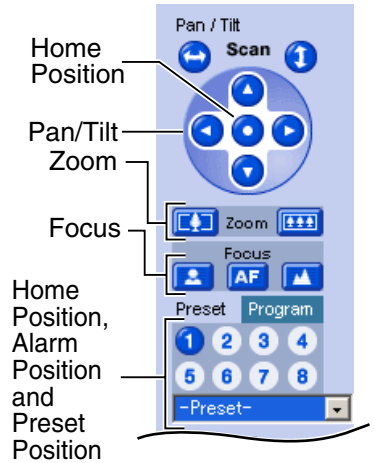 Pan / Tilt
Scan
Home
Position
Pan/Tilt
Zoom
Zoom
Focus
Focus
AF
Home
Position,
Alarm
Position
and
Preset
Position
Preset Program
1 2 3 4
5 6 7 8
-Preset-